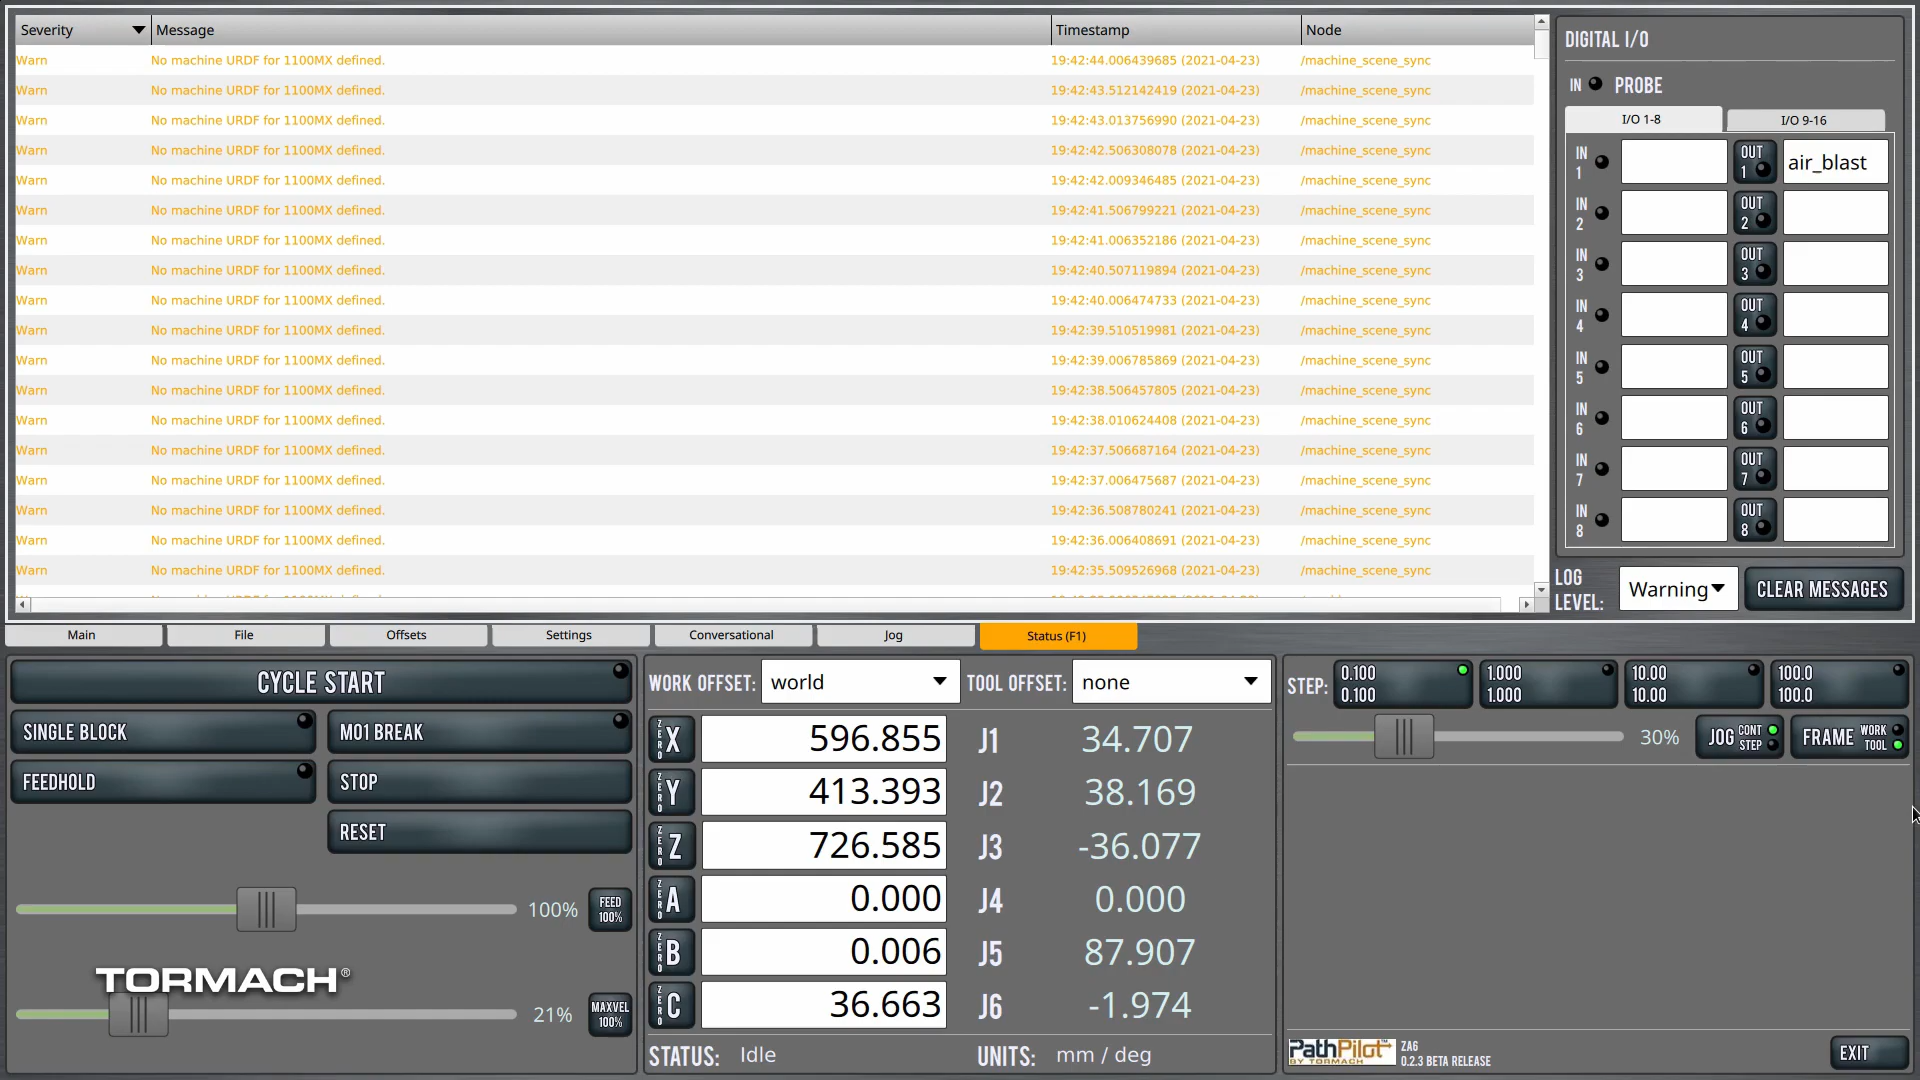 Severity Message Timestamp Node
Warn No machine URDF for 1100MX defined. 19:42:44.006439685 (2021-04-23) /machine_scene_sync
Warn No machine URDF for 1100MX defined. 19:42:43.512142419 (2021-04-23) /machine_scene_sync
Warn No machine URDF for 1100MX defined. 19:42:43.013756990 (2021-04-23) /machine_scene_sync
Warn No machine URDF for 1100MX defined. 19:42:42.506308078 (2021-04-23) /machine_scene_sync
Warn No machine URDF for 1100MX defined. 19:42:42.009346485 (2021-04-23) /machine_scene_sync
Warn No machine URDF for 1100MX defined. 19:42:41.506799221 (2021-04-23) /machine_scene_sync
Warn No machine URDF for 1100MX defined. 19:42:41.006352186 (2021-04-23) /machine_scene_sync
Warn No machine URDF for 1100MX defined. 19:42:40.507119894 (2021-04-23) /machine_scene_sync
Warn No machine URDF for 1100MX defined. 19:42:40.006474733 (2021-04-23) /machine_scene_sync
Warn No machine URDF for 1100MX defined. 19:42:39.510519981 (2021-04-23) /machine_scene_sync
Warn No machine URDF for 1100MX defined. 19:42:39.006785869 (2021-04-23) /machine_scene_sync
Warn No machine URDF for 1100MX defined. 19:42:38.506457805 (2021-04-23) /machine_scene_sync
Warn No machine URDF for 1100MX defined. 19:42:38.010624408 (2021-04-23) /machine_scene_sync
Warn No machine URDF for 1100MX defined. 19:42:37.506687164 (2021-04-23) /machine_scene_sync
Warn No machine URDF for 1100MX defined. 19:42:37.006475687 (2021-04-23) /machine_scene_sync
Warn No machine URDF for 1100MX defined. 19:42:36.508780241 (2021-04-23) /machine_scene_sync
Warn No machine URDF for 1100MX defined. 19:42:36.006408691 (2021-04-23) /machine_scene_sync
Warn No machine URDF for 1100MX defined. 19:42:35.509526968 (2021-04-23) /machine_scene_sync
DIGITAL I/O
IN PROBE
I/O 1-8 I/O 9-16
IN 1 OUT 1 air_blast
IN 2 OUT 2
IN 3 OUT 3
IN 4 OUT 4
IN 5 OUT 5
IN 6 OUT 6
IN 7 OUT 7
IN 8 OUT 8
LOG LEVEL: Warning CLEAR MESSAGES
Main File Offsets Settings Conversational Jog Status (F1)
CYCLE START
SINGLE BLOCK M01 BREAK
FEEDHOLD STOP
RESET
100% FEED 100%
TORMACH®
21% MAXVEL 100%
WORK OFFSET: world TOOL OFFSET: none
ZERO X 596.855 J1 34.707
ZERO Y 413.393 J2 38.169
ZERO Z 726.585 J3 -36.077
ZERO A 0.000 J4 0.000
ZERO B 0.006 J5 87.907
ZERO C 36.663 J6 -1.974
STATUS: Idle UNITS: mm / deg
STEP: 0.100 1.000 10.00 100.0
0.100 1.000 10.00 100.0
30% JOG CONT STEP FRAME WORK TOOL
PathPilot™ BY TORMACH
ZA6
0.2.3 BETA RELEASE
EXIT